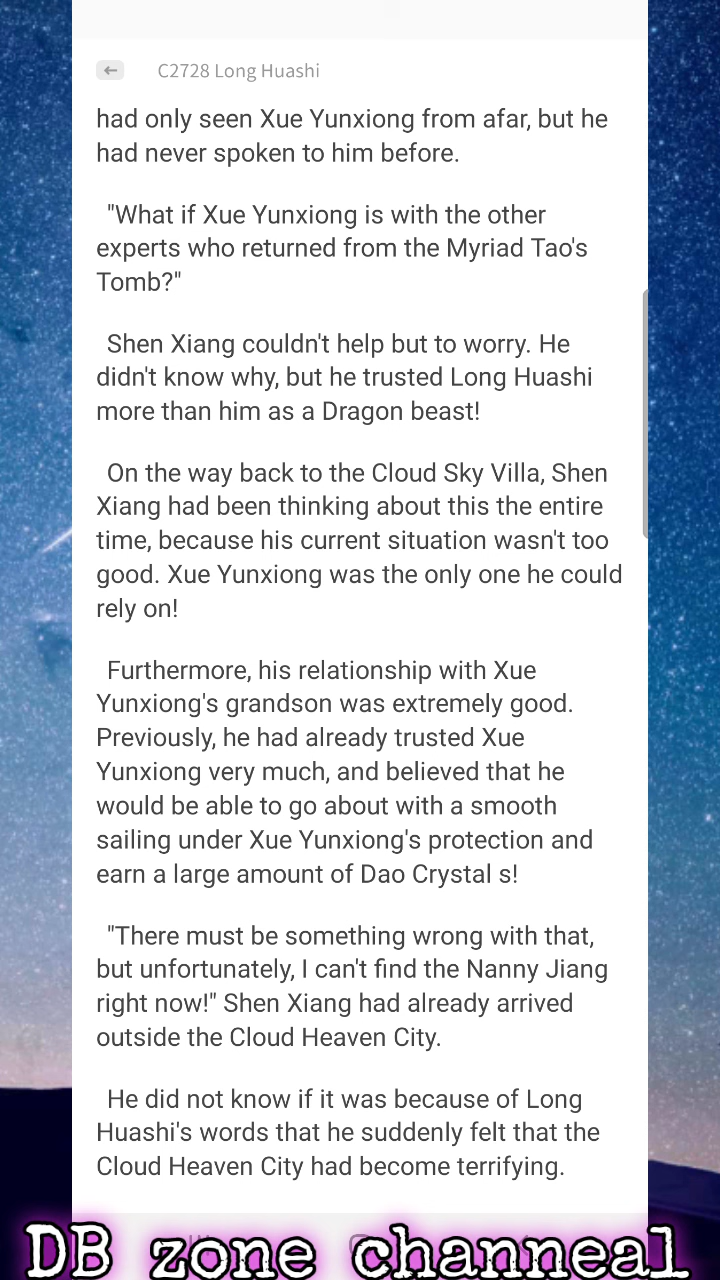 C2728 Long Huashi
had only seen Xue Yunxiong from afar, but he
had never spoken to him before.
"What if Xue Yunxiong is with the other
experts who returned from the Myriad Tao's
Tomb?"
Shen Xiang couldn't help but to worry. He
didn't know why, but he trusted Long Huashi
more than him as a Dragon beast!
On the way back to the Cloud Sky Villa, Shen
Xiang had been thinking about this the entire
time, because his current situation wasn't too
good. Xue Yunxiong was the only one he could
rely on!
Furthermore, his relationship with Xue
Yunxiong's grandson was extremely good.
Previously, he had already trusted Xue
Yunxiong very much, and believed that he
would be able to go about with a smooth
sailing under Xue Yunxiong's protection and
earn a large amount of Dao Crystal s!
"There must be something wrong with that,
but unfortunately, I can't find the Nanny Jiang
right now!" Shen Xiang had already arrived
outside the Cloud Heaven City.
He did not know if it was because of Long
Huashi's words that he suddenly felt that the
Cloud Heaven City had become terrifying.
DB zone channeal